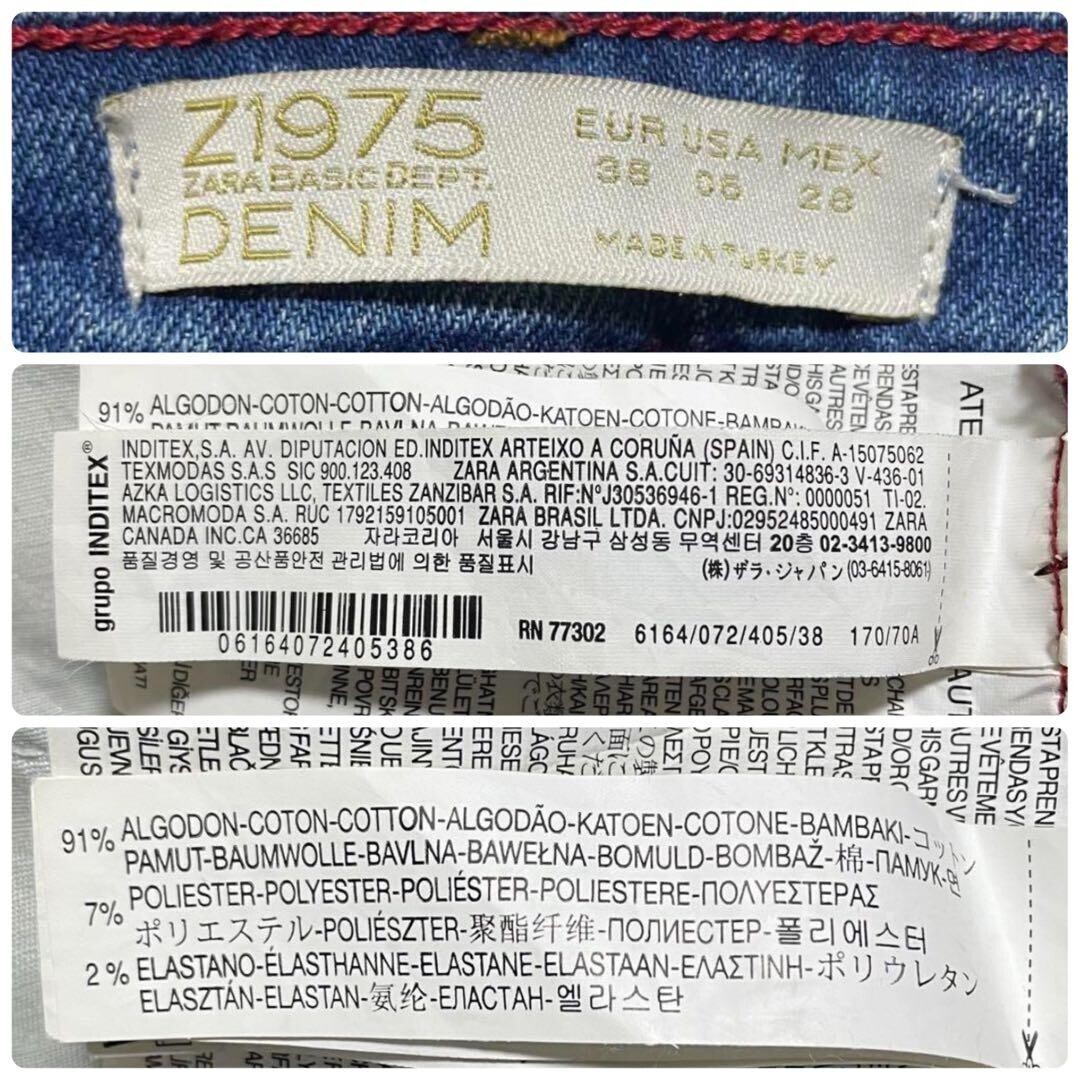 Z1975
ZARA BASIC DEPT.
DENIM
EUR USA MEX
38 06 28
MADE IN TURKEY
91% ALGODON-COTON-COTTON-ALGODÃO-KATOEN-COTONE-BAMBAKI
PAMUT-BAUMWOLLE-BAVLNA-BAWE
grupo INDITEX®
INDITEX,S.A. AV. DIPUTACION ED.INDITEX ARTEIXO A CORUÑA (SPAIN) C.I.F. A-15075062
TEXMODAS S.A.S SIC 900.123.408 ZARA ARGENTINA S.A.CUIT: 30-69314836-3 V-436-01
AZKA LOGISTICS LLC, TEXTILES ZANZIBAR S.A. RIF:NºJ30536946-1 REG.Nº: 0000051 TI-02.
MACROMODA S.A. RUC 1792159105001 ZARA BRASIL LTDA. CNPJ:02952485000491 ZARA
CANADA INC.CA 36685 자라코리아 서울시 강남구 삼성동 무역센터 20층 02-3413-9800
품질경영 및 공산품안전 관리법에 의한 품질표시 (株)ザラ・ジャパン(03-6415-8061)
06164072405386
RN 77302 6164/072/405/38 170/70A
91% ALGODON-COTON-COTTON-ALGODÃO-KATOEN-COTONE-BAMBAKI-コットン
PAMUT-BAUMWOLLE-BAVLNA-BAWEŁNA-BOMULD-BOMBAŽ-棉-ПАМУК-면
7% POLIESTER-POLYESTER-POLIÉSTER-POLIESTERE-ΠΟΛΥΕΣΤΕΡΑΣ
ポリエステル-POLIÉSZTER-聚酯纤维-ПОЛИЕСТЕР-폴리에스터
2% ELASTANO-ÉLASTHANNE-ELASTANE-ELASTAAN-ΕΛΑΣΤΙΝΗ-ポリウレタン
ELASZTÁN-ELASTAN-氨纶-ЕЛАСТАН-엘라스탄